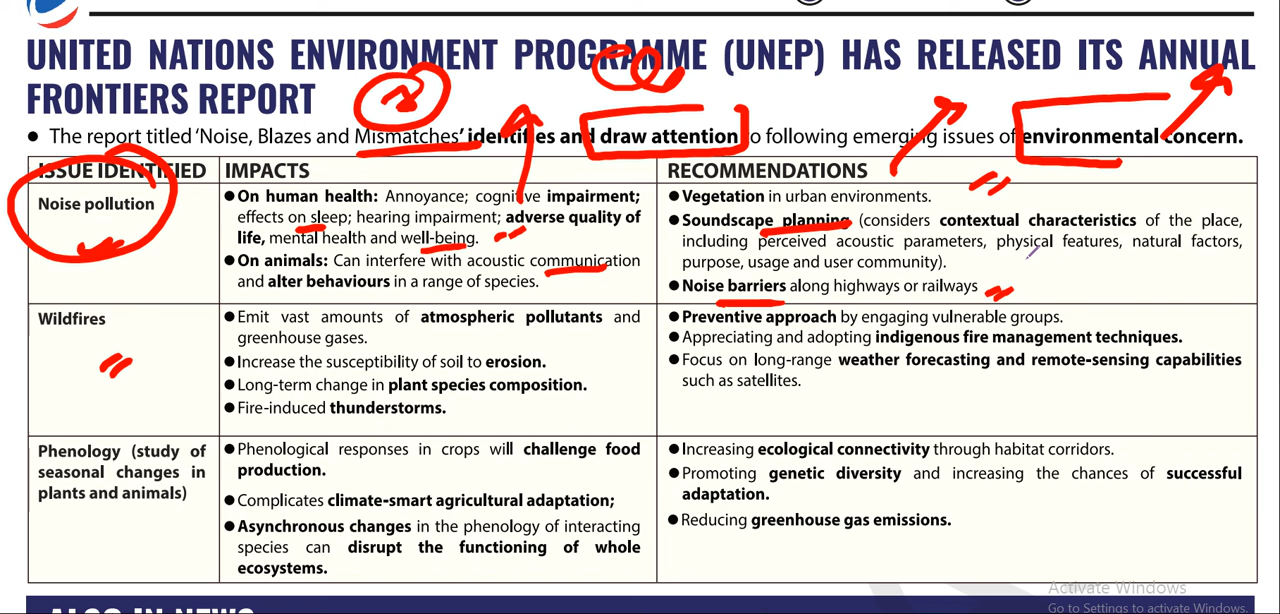 UNITED NATIONS ENVIRONMENT PROGRAMME (UNEP) HAS RELEASED ITS ANNUAL
FRONTIERS REPORT
● The report titled ‘Noise, Blazes and Mismatches’ identifies and draw attention to following emerging issues of environmental concern.
ISSUE IDENTIFIED
IMPACTS
RECOMMENDATIONS
Noise pollution
● On human health: Annoyance; cognitive impairment;
effects on sleep; hearing impairment; adverse quality of
life, mental health and well-being.
● On animals: Can interfere with acoustic communication
and alter behaviours in a range of species.
● Vegetation in urban environments.
● Soundscape planning (considers contextual characteristics of the place,
including perceived acoustic parameters, physical features, natural factors,
purpose, usage and user community).
● Noise barriers along highways or railways
Wildfires
● Emit vast amounts of atmospheric pollutants and
greenhouse gases.
● Increase the susceptibility of soil to erosion.
● Long-term change in plant species composition.
● Fire-induced thunderstorms.
● Preventive approach by engaging vulnerable groups.
● Appreciating and adopting indigenous fire management techniques.
● Focus on long-range weather forecasting and remote-sensing capabilities
such as satellites.
Phenology (study of
seasonal changes in
plants and animals)
● Phenological responses in crops will challenge food
production.
● Complicates climate-smart agricultural adaptation;
● Asynchronous changes in the phenology of interacting
species can disrupt the functioning of whole
ecosystems.
● Increasing ecological connectivity through habitat corridors.
● Promoting genetic diversity and increasing the chances of successful
adaptation.
● Reducing greenhouse gas emissions.
Activate Windows
Go to Settings to activate Windows.
ALSO IN NEWS